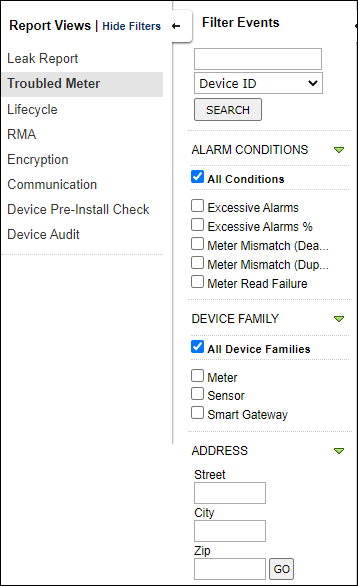 Report Views | Hide Filters
Leak Report
Troubled Meter
Lifecycle
RMA
Encryption
Communication
Device Pre-Install Check
Device Audit
Filter Events
Device ID
SEARCH
ALARM CONDITIONS
All Conditions
Excessive Alarms
Excessive Alarms %
Meter Mismatch (Dea...
Meter Mismatch (Dup...
Meter Read Failure
DEVICE FAMILY
All Device Families
Meter
Sensor
Smart Gateway
ADDRESS
Street
City
Zip
GO